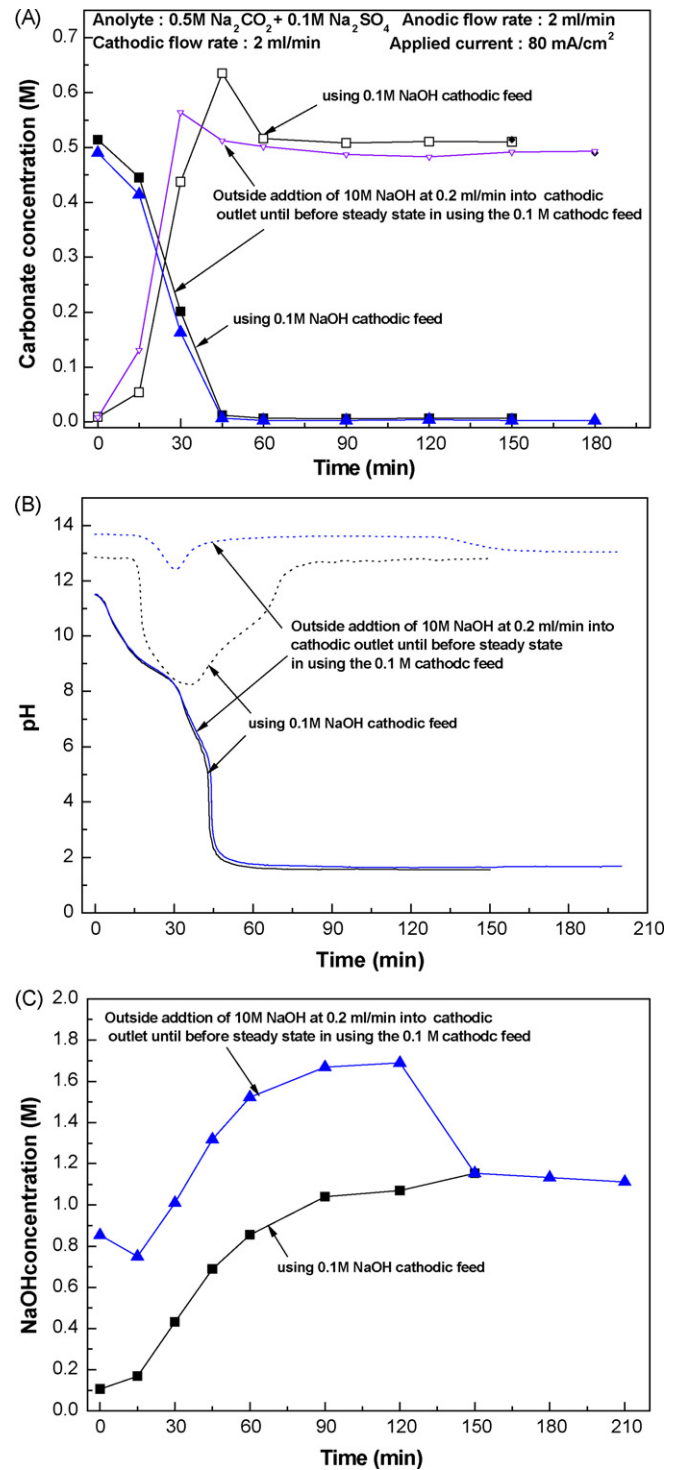 (A)
Anolyte : 0.5M Na2CO2 + 0.1M Na2SO4 Anodic flow rate : 2 ml/min
Cathodic flow rate : 2 ml/min Applied current : 80 mA/cm2
0.7
0.6
0.5
0.4
0.3
0.2
0.1
0.0
Carbonate concentration (M)
using 0.1M NaOH cathodic feed
Outside addtion of 10M NaOH at 0.2 ml/min into cathodic
outlet until before steady state in using the 0.1 M cathodc feed
using 0.1M NaOH cathodic feed
0 30 60 90 120 150 180
Time (min)
(B)
14
12
10
8
6
4
2
0
pH
Outside addtion of 10M NaOH at 0.2 ml/min into
cathodic outlet until before steady state
in using the 0.1 M cathodc feed
using 0.1M NaOH cathodic feed
0 30 60 90 120 150 180 210
Time (min)
(C)
2.0
1.8
1.6
1.4
1.2
1.0
0.8
0.6
0.4
0.2
0.0
NaOHconcentration (M)
Outside addtion of 10M NaOH at 0.2 ml/min into cathodic
outlet until before steady state in using the 0.1 M cathodc feed
using 0.1M NaOH cathodic feed
0 30 60 90 120 150 180 210
Time (min)